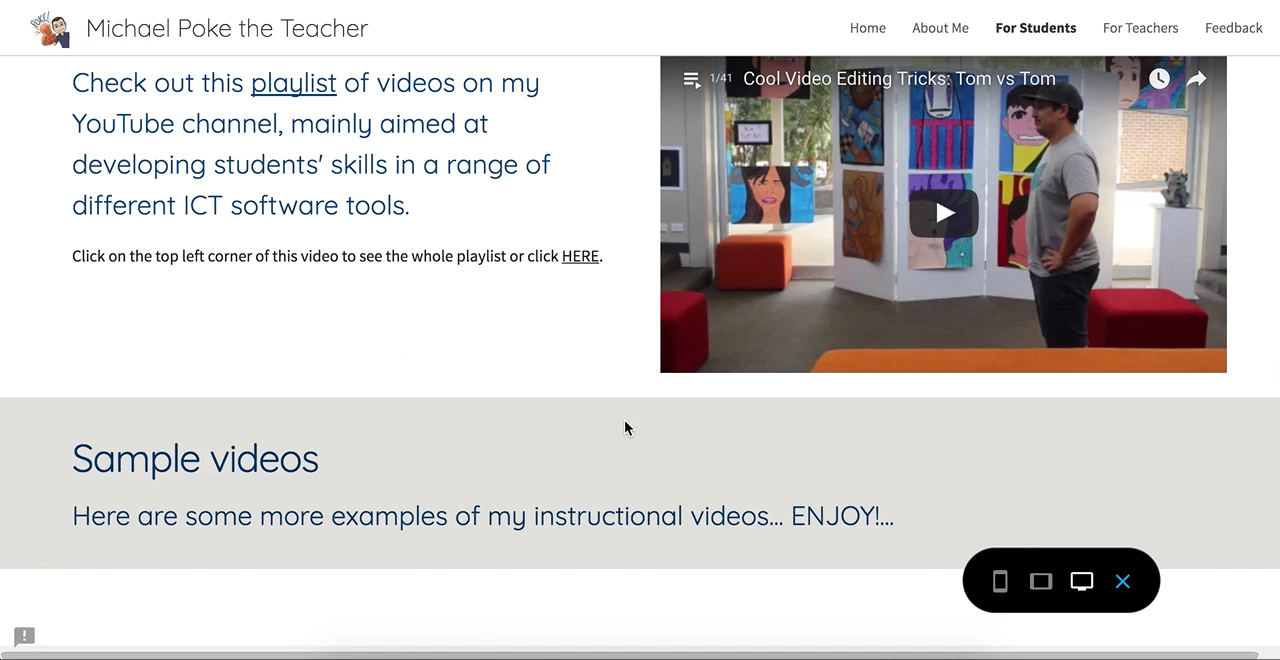 Michael Poke the Teacher
Home About Me For Students For Teachers Feedback
Check out this playlist of videos on my
YouTube channel, mainly aimed at
developing students' skills in a range of
different ICT software tools.
Click on the top left corner of this video to see the whole playlist or click HERE.
1/41 Cool Video Editing Tricks: Tom vs Tom
Sample videos
Here are some more examples of my instructional videos... ENJOY!...